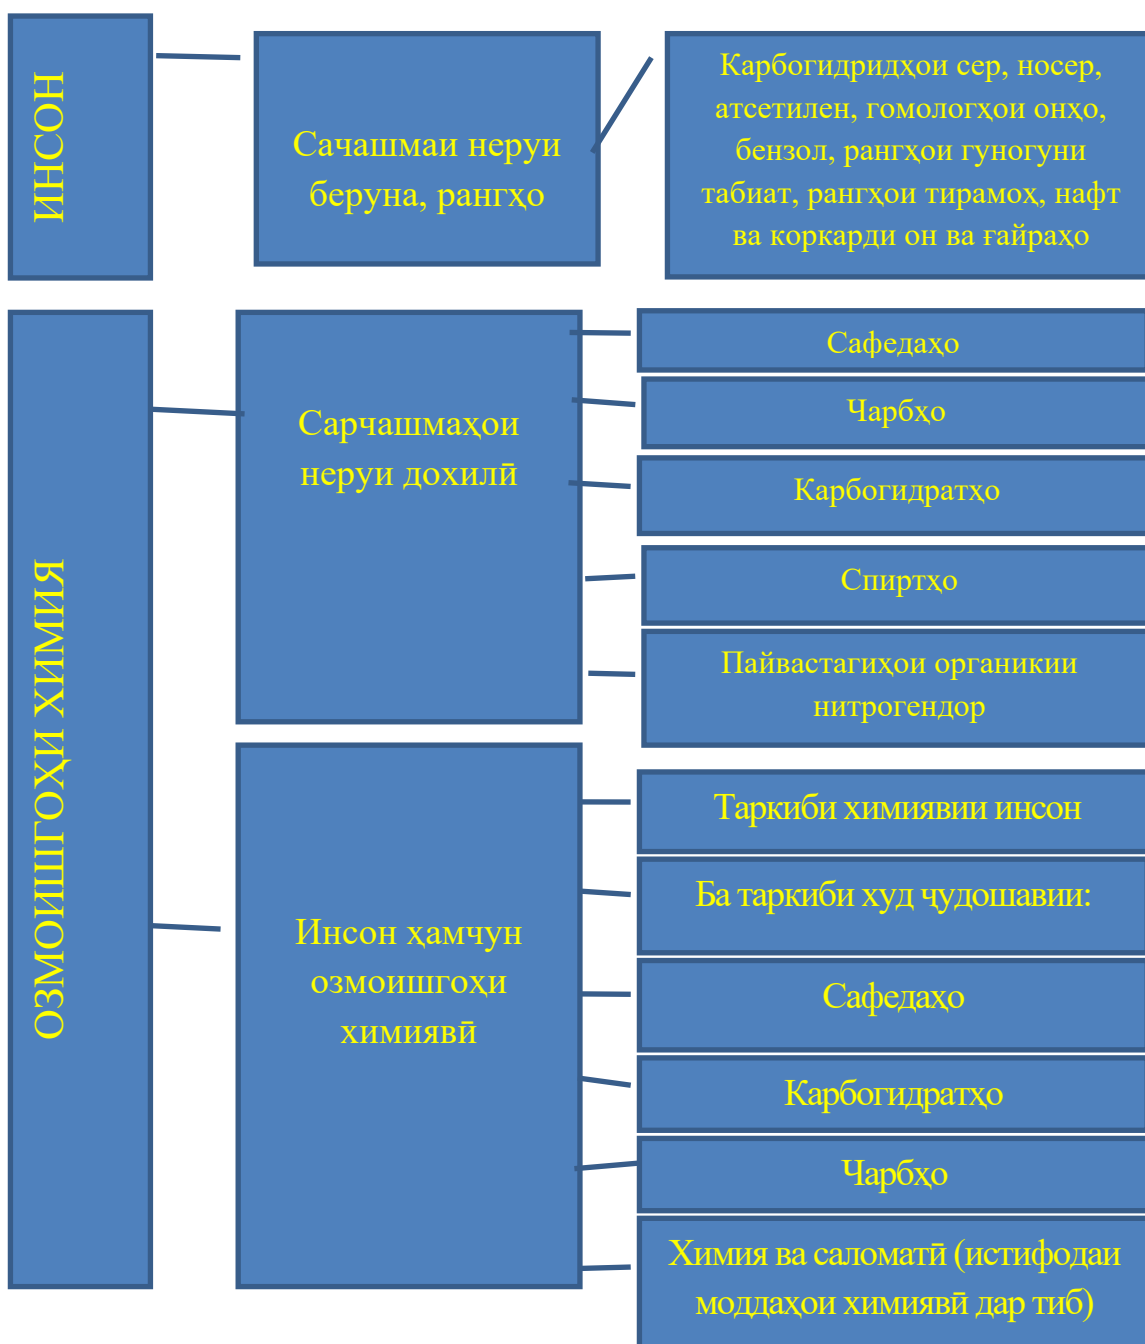 ИНСОН
Сачашмаи неруи
беруна, рангҳо
Карбогидридҳои сер, носер,
атсетилен, гомологҳои онҳо,
бензол, рангҳои гуногуни
табиат, рангҳои тирамоҳ, нафт
ва коркарди он ва ғайраҳо
ОЗМОИШГОҲИ ХИМИЯ
Сарчашмаҳои
неруи дохилӣ
Сафедаҳо
Чарбҳо
Карбогидратҳо
Спиртҳо
Пайвастагиҳои органикии
нитрогендор
Инсон ҳамчун
озмоишгоҳи
химиявӣ
Таркиби химиявии инсон
Ба таркиби худ ҷудошавии:
Сафедаҳо
Карбогидратҳо
Чарбҳо
Химия ва саломатӣ (истифодаи
моддаҳои химиявӣ дар тиб)